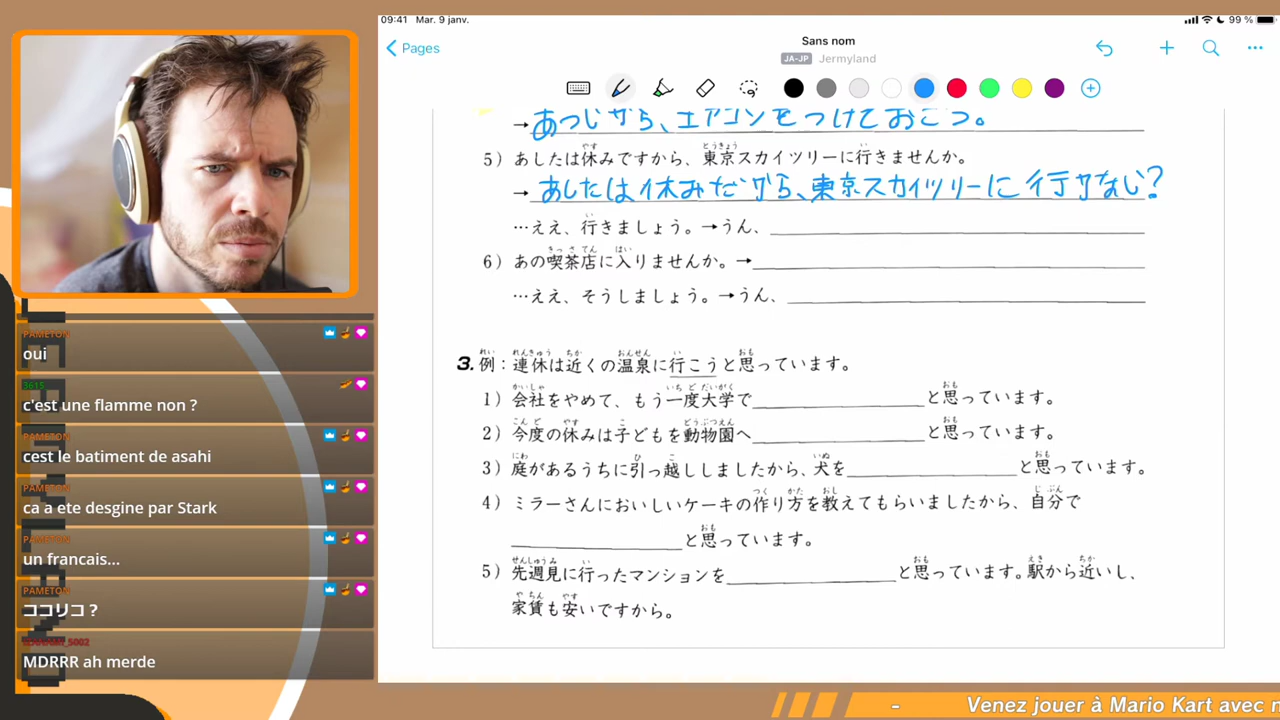 09:41 Mar. 9 janv.
99 %
Pages
Sans nom
JA-JP Jermyland
→あついから、エアコンをつけておこう。
5）あしたは休みですから、東京スカイツリーに行きませんか。
→あしたは休みだから、東京スカイツリーに行かない?
…ええ、行きましょう。→うん、
6）あの喫茶店に入りませんか。→
…ええ、そうしましょう。→うん、
3. 例：連休は近くの温泉に行こうと思っています。
1）会社をやめて、もう一度大学で と思っています。
2）今度の休みは子どもを動物園へ と思っています。
3）庭があるうちに引っ越ししましたから、犬を と思っています。
4）ミラーさんにおいしいケーキの作り方を教えてもらいましたから、自分で
と思っています。
5）先週見に行ったマンションを と思っています。駅から近いし、
家賃も安いですから。
PAMETON
oui
3615
c'est une flamme non ?
PAMETON
cest le batiment de asahi
PAMETON
ca a ete desgine par Stark
PAMETON
un francais...
PAMETON
ココリコ ?
MDRRR ah merde
- Venez jouer à Mario Kart avec